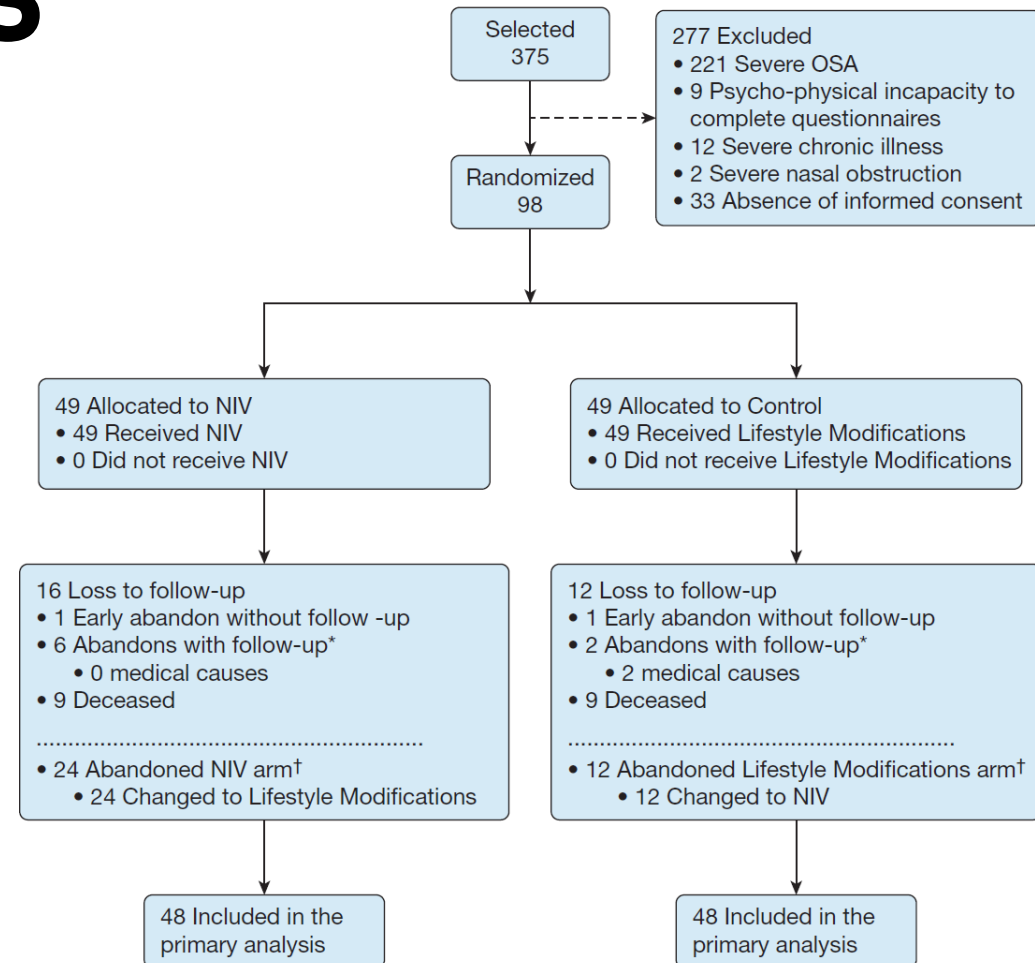 s
Selected
375
277 Excluded
• 221 Severe OSA
• 9 Psycho-physical incapacity to
complete questionnaires
• 12 Severe chronic illness
• 2 Severe nasal obstruction
• 33 Absence of informed consent
Randomized
98
49 Allocated to NIV
• 49 Received NIV
• 0 Did not receive NIV
49 Allocated to Control
• 49 Received Lifestyle Modifications
• 0 Did not receive Lifestyle Modifications
16 Loss to follow-up
• 1 Early abandon without follow -up
• 6 Abandons with follow-up*
• 0 medical causes
• 9 Deceased
• 24 Abandoned NIV arm†
• 24 Changed to Lifestyle Modifications
12 Loss to follow-up
• 1 Early abandon without follow-up
• 2 Abandons with follow-up*
• 2 medical causes
• 9 Deceased
• 12 Abandoned Lifestyle Modifications arm†
• 12 Changed to NIV
48 Included in the
primary analysis
48 Included in the
primary analysis